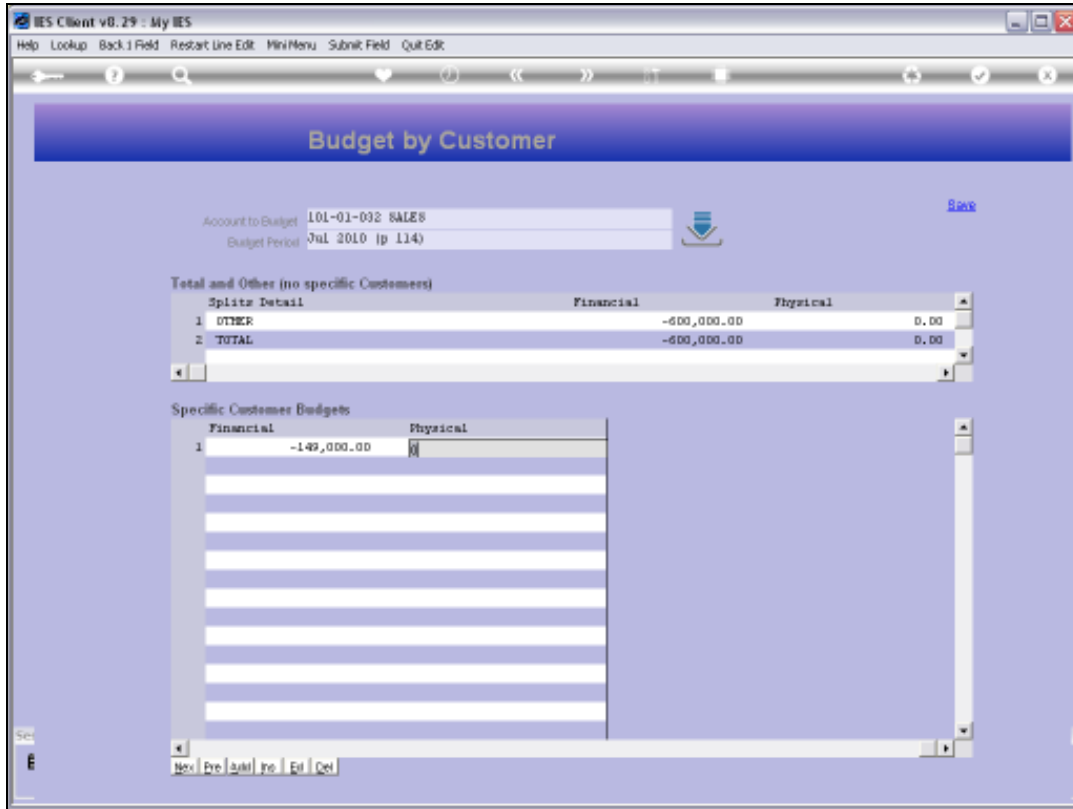 IES Client v8.29 : My IES
Help Lookup Back 1 Field Restart Line Edit MiniMenu Submit Field Quit Edit
Budget by Customer
Save
Account to Budget 101-01-032 SALES
Budget Period Jul 2010 (p 114)
Total and Other (no specific Customers)
Splits Detail Financial Physical
1 OTHER -600,000.00 0.00
2 TOTAL -600,000.00 0.00
Specific Customer Budgets
Financial Physical
1 -149,000.00 0
Nex Pre Add Ins Ed Del